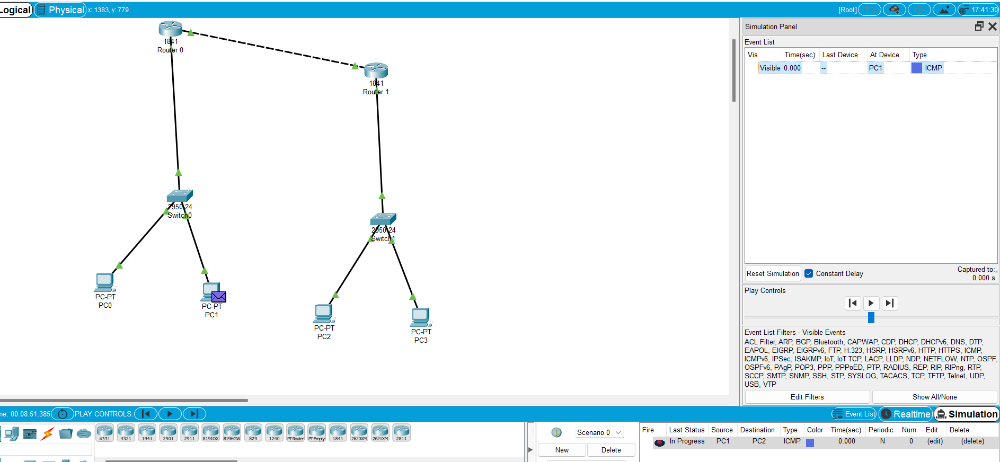 Logical Physical x: 1383, y: 779 [Root] 17:41:30
1841
Router 0
1841
Router 1
2950-24
Switch0
2950-24
Switch1
PC-PT
PC0
PC-PT
PC1
PC-PT
PC2
PC-PT
PC3
Simulation Panel
Event List
Vis. Time(sec) Last Device At Device Type
Visible 0.000 -- PC1 ICMP
Reset Simulation Constant Delay Captured to:
0.000 s
Play Controls
Event List Filters - Visible Events
ACL Filter, ARP, BGP, Bluetooth, CAPWAP, CDP, DHCP, DHCPv6, DNS, DTP,
EAPOL, EIGRP, EIGRPv6, FTP, H.323, HSRP, HSRPv6, HTTP, HTTPS, ICMP,
ICMPv6, IPSec, ISAKMP, IoT, IoT TCP, LACP, LLDP, NDP, NETFLOW, NTP, OSPF,
OSPFv6, PAgP, POP3, PPP, PPPoED, PTP, RADIUS, REP, RIP, RIPng, RTP,
SCCP, SMTP, SNMP, SSH, STP, SYSLOG, TACACS, TCP, TFTP, Telnet, UDP,
USB, VTP
Edit Filters Show All/None
me: 00:08:51.385 PLAY CONTROLS: Event List Realtime Simulation
4331 4321 1941 2901 2911 819IOX 819HGW 829 1240 PT-Router PT-Empty 1841 2620XM 2621XM 2811
Scenario 0
New Delete
Fire Last Status Source Destination Type Color Time(sec) Periodic Num Edit Delete
In Progress PC1 PC2 ICMP 0.000 N 0 (edit) (delete)